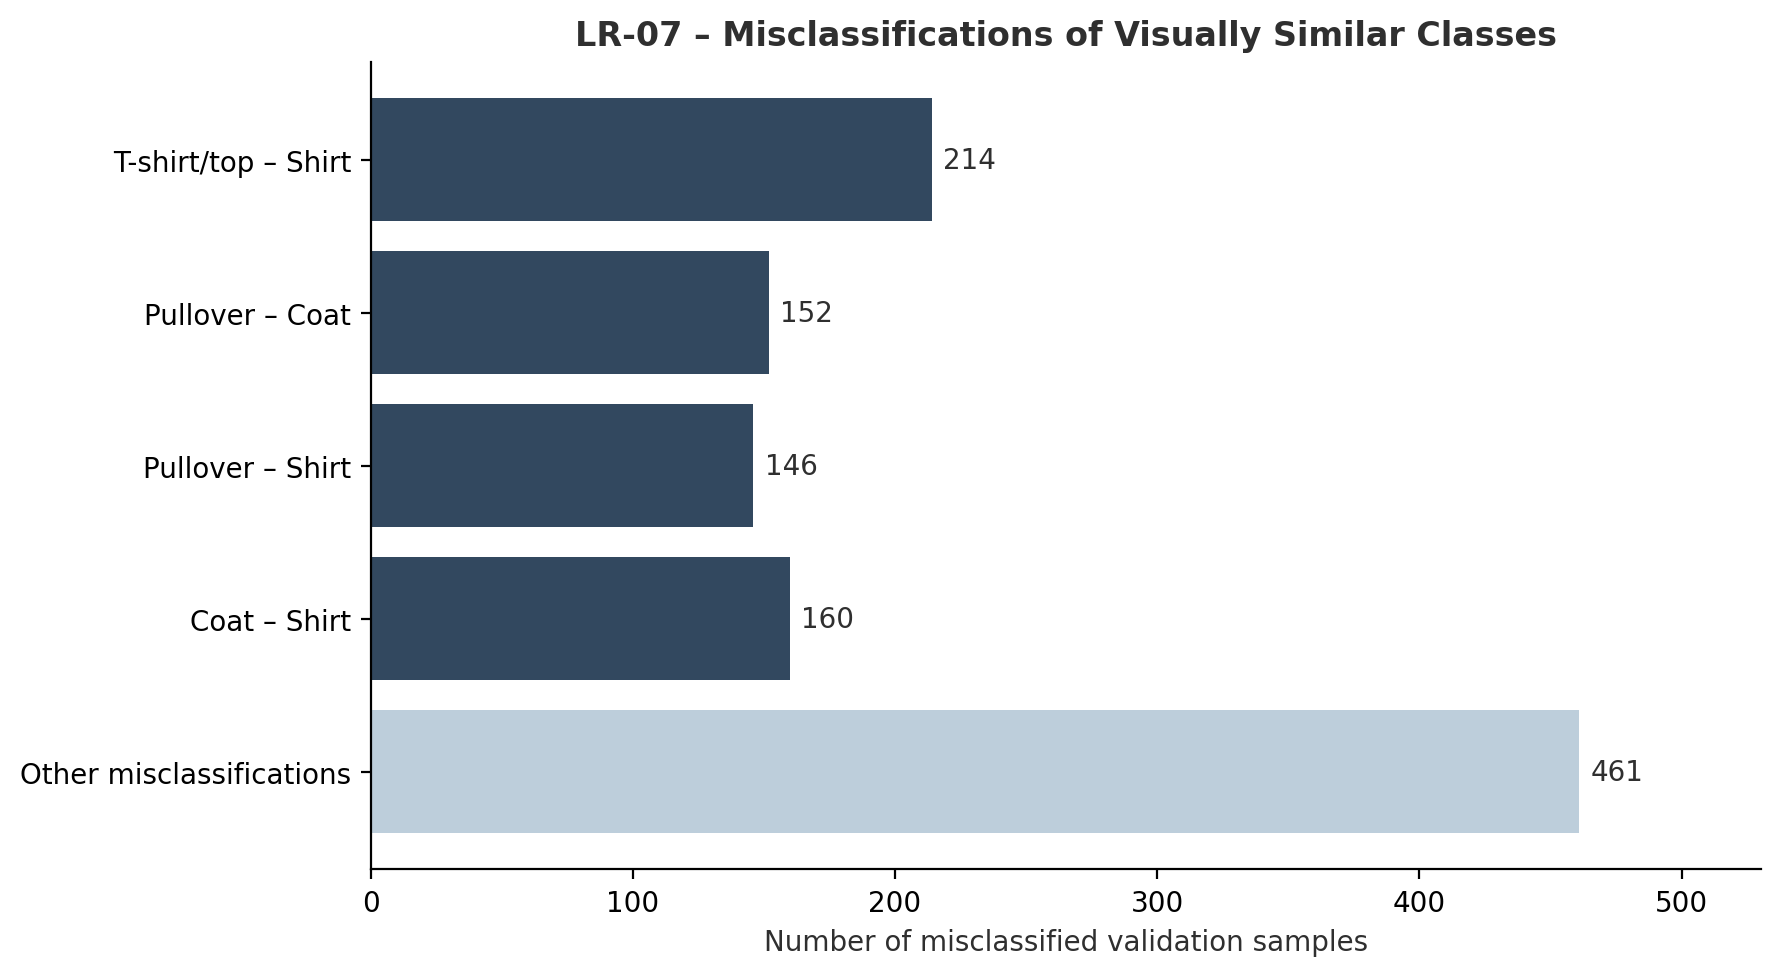 LR-07 – Misclassifications of Visually Similar Classes
T-shirt/top – Shirt
214
Pullover – Coat
152
Pullover – Shirt
146
Coat – Shirt
160
Other misclassifications
461
0 100 200 300 400 500
Number of misclassified validation samples